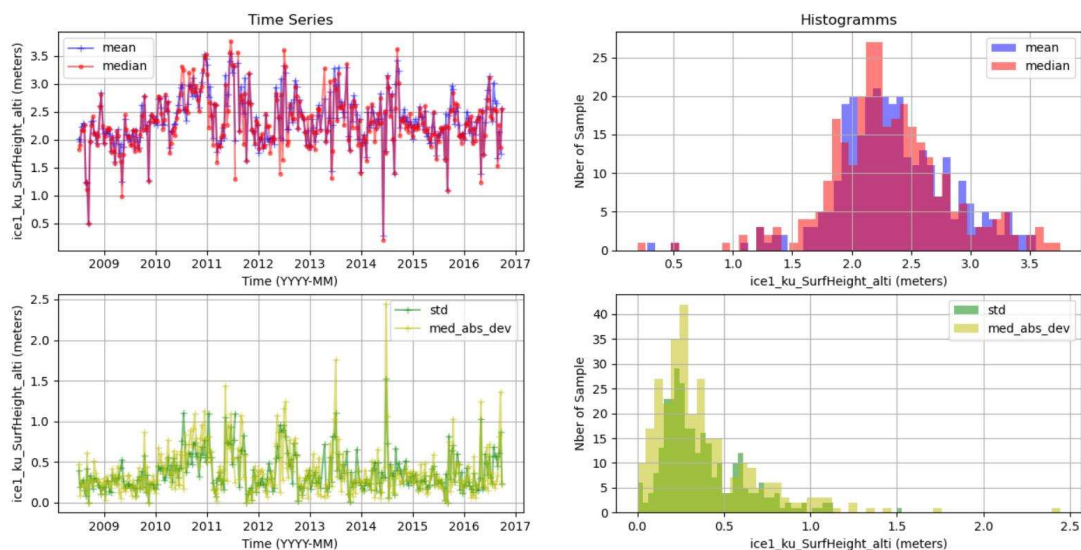 Time Series
mean
median
ice1_ku_SurfHeight_alti (meters)
3.5
3.0
2.5
2.0
1.5
1.0
0.5
2009 2010 2011 2012 2013 2014 2015 2016 2017
Time (YYYY-MM)
Histogramms
mean
median
Nber of Sample
25
20
15
10
5
0
0.5 1.0 1.5 2.0 2.5 3.0 3.5
ice1_ku_SurfHeight_alti (meters)
std
med_abs_dev
ice1_ku_SurfHeight_alti (meters)
2.5
2.0
1.5
1.0
0.5
0.0
2009 2010 2011 2012 2013 2014 2015 2016 2017
Time (YYYY-MM)
std
med_abs_dev
Nber of Sample
40
35
30
25
20
15
10
5
0
0.0 0.5 1.0 1.5 2.0 2.5
ice1_ku_SurfHeight_alti (meters)